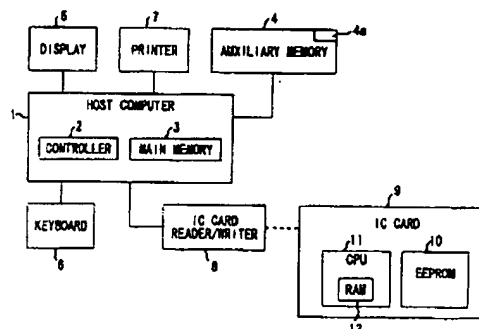 5
7
4
4a
DISPLAY
PRINTER
AUXILIARY MEMORY
HOST COMPUTER
1
2
3
CONTROLLER
MAIN MEMORY
9
KEYBOARD
IC CARD
READER/WRITER
6
8
IC CARD
11
10
CPU
EEPROM
RAM
12